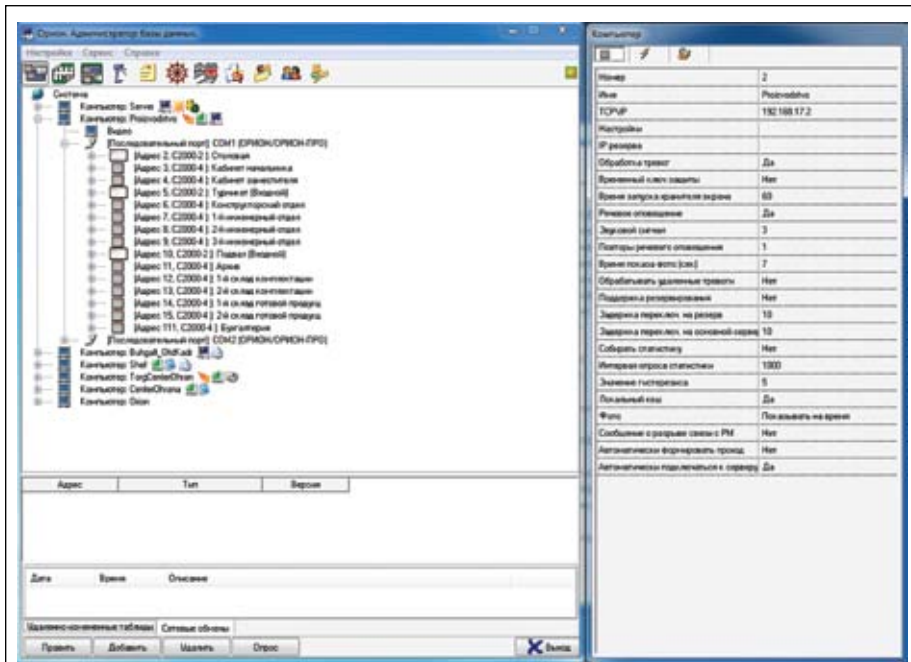 Орион. Администратор базы данных.
Настройка Сервис Справка
Система
Компьютер: Server
Компьютер: Proizvodstvo
Видео
[Последовательный порт] COM1 (ОРИОН/ОРИОН-ПРО)
[Адрес 2, С2000-2] Столовая
[Адрес 3, С2000-4] Кабинет начальника
[Адрес 4, С2000-4] Кабинет заместителя
[Адрес 5, С2000-2] Турникет (Входной)
[Адрес 6, С2000-4] Конструкторский отдел
[Адрес 7, С2000-4] 1-й инженерный отдел
[Адрес 8, С2000-4] 2-й инженерный отдел
[Адрес 9, С2000-4] 3-й инженерный отдел
[Адрес 10, С2000-2] Подвал (Входной)
[Адрес 11, С2000-4] Архив
[Адрес 12, С2000-4] 1-й склад комплектации
[Адрес 13, С2000-4] 2-й склад комплектации
[Адрес 14, С2000-4] 1-й склад готовой продукц
[Адрес 15, С2000-4] 2-й склад готовой продукц
[Адрес 111, С2000-4] Бухгалтерия
[Последовательный порт] COM2 (ОРИОН/ОРИОН-ПРО)
Компьютер: Buhgalt_OldKadr
Компьютер: Shef
Компьютер: TorgCenterOhran
Компьютер: CenterOhrana
Компьютер: Orion
Адрес Тип Версия
Дата Время Описание
Удаленно-измененные таблицы Сетевые обмены
Править Добавить Удалить Опрос Выход
Компьютер
Номер 2
Имя Proizvodstvo
TCP/IP 192.168.17.2
Настройки
IP резерва
Обработка тревог Да
Временный ключ защиты Нет
Время запуска хранителя экрана 60
Речевое оповещение Да
Звуковой сигнал 3
Повторы речевого оповещения 1
Время показа фото (сек) 7
Обрабатывать удаленные тревоги Нет
Поддержка резервирования Нет
Задержка переключ. на резерв 10
Задержка переключ. на основной сервер 10
Собирать статистику Нет
Интервал опроса статистики 1000
Значение гистерезиса 5
Локальный кэш Да
Фото Показывать на время
Сообщение о разрыве связи с РМ Нет
Автоматически формировать проход Нет
Автоматически подключаться к серверу Да